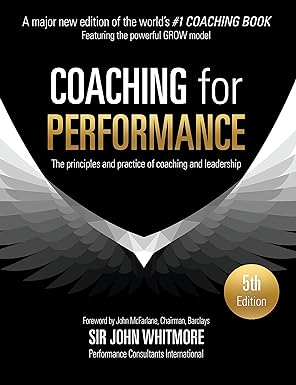 A major new edition of the world's #1 COACHING BOOK
Featuring the powerful GROW model
COACHING for
PERFORMANCE
The principles and practice of coaching and leadership
5th
Edition
Foreword by John McFarlane, Chairman, Barclays
SIR JOHN WHITMORE
Performance Consultants International